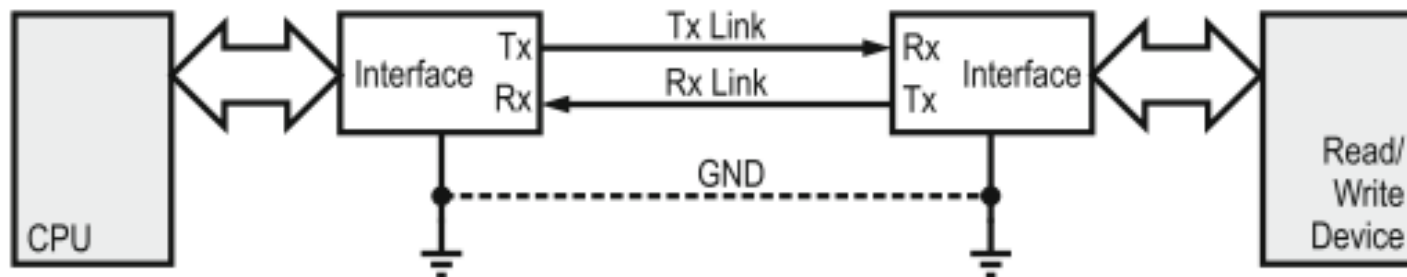 CPU
Interface
Tx
Rx
Tx Link
Rx Link
GND
Rx
Tx
Interface
Read/
Write
Device